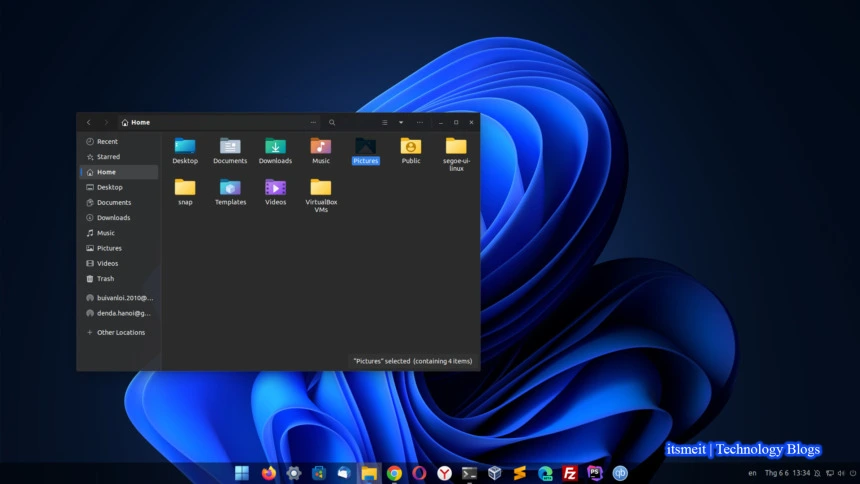 Home
Recent
Starred
Home
Desktop
Documents
Downloads
Music
Pictures
Videos
Trash
buivanloi.2010@...
denda.hanoi@g...
+ Other Locations
Desktop
Documents
Downloads
Music
Pictures
Public
segoe-ui-
linux
snap
Templates
Videos
VirtualBox
VMs
"Pictures" selected (containing 4 items)
itsmeit | Technology Blogs
PS
qb
en Thg 6 6 13:34